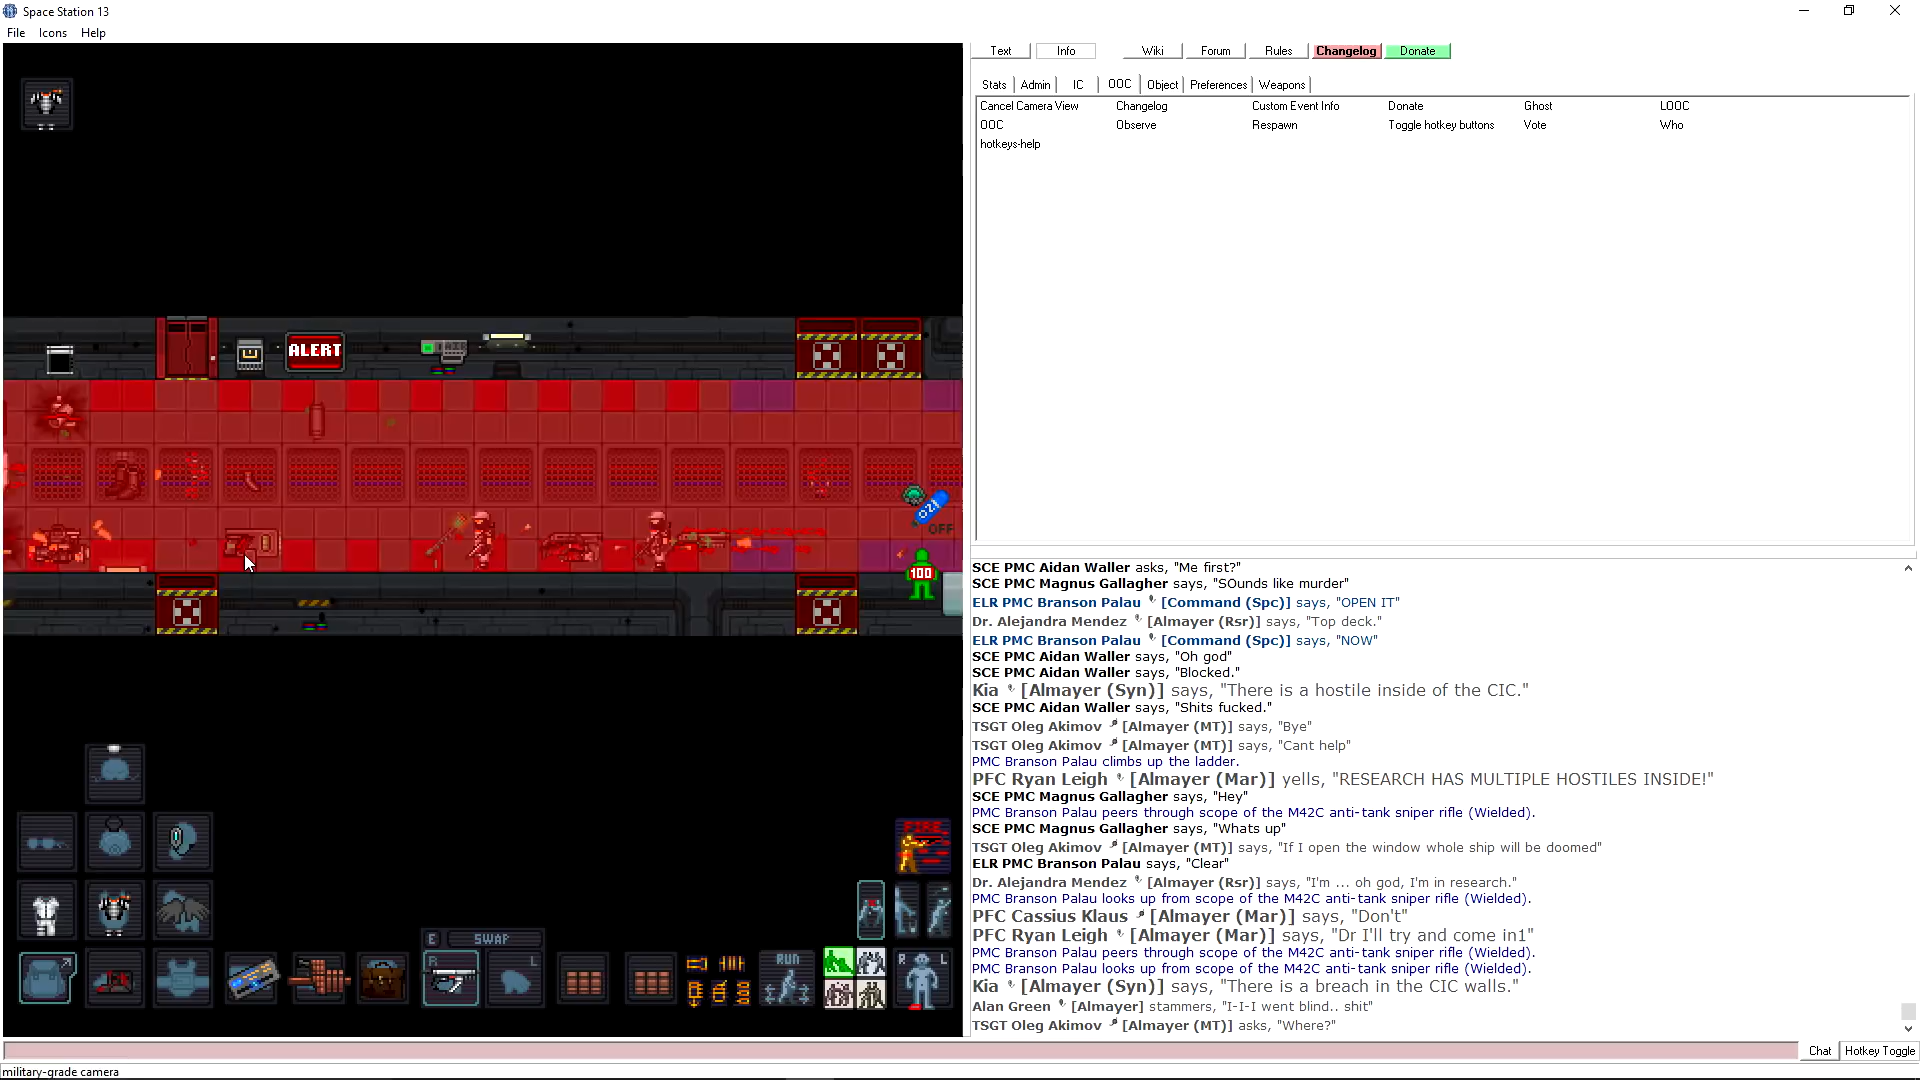 Space Station 13
File Icons Help
Text Info Wiki Forum Rules Changelog Donate
Stats Admin IC OOC Object Preferences Weapons
Cancel Camera View Changelog Custom Event Info Donate Ghost LOOC
OOC Observe Respawn Toggle hotkey buttons Vote Who
hotkeys-help
ALERT
OFF
100
FIRE
E SWAP
R L
RUN
R L
SCE PMC Aidan Waller asks, "Me first?"
SCE PMC Magnus Gallagher says, "SOunds like murder"
ELR PMC Branson Palau [Command (Spc)] says, "OPEN IT"
Dr. Alejandra Mendez [Almayer (Rsr)] says, "Top deck."
ELR PMC Branson Palau [Command (Spc)] says, "NOW"
SCE PMC Aidan Waller says, "Oh god"
SCE PMC Aidan Waller says, "Blocked."
Kia [Almayer (Syn)] says, "There is a hostile inside of the CIC."
SCE PMC Aidan Waller says, "Shits fucked."
TSGT Oleg Akimov [Almayer (MT)] says, "Bye"
TSGT Oleg Akimov [Almayer (MT)] says, "Cant help"
PMC Branson Palau climbs up the ladder.
PFC Ryan Leigh [Almayer (Mar)] yells, "RESEARCH HAS MULTIPLE HOSTILES INSIDE!"
SCE PMC Magnus Gallagher says, "Hey"
PMC Branson Palau peers through scope of the M42C anti-tank sniper rifle (Wielded).
SCE PMC Magnus Gallagher says, "Whats up"
TSGT Oleg Akimov [Almayer (MT)] says, "If I open the window whole ship will be doomed"
ELR PMC Branson Palau says, "Clear"
Dr. Alejandra Mendez [Almayer (Rsr)] says, "I'm ... oh god, I'm in research."
PMC Branson Palau looks up from scope of the M42C anti-tank sniper rifle (Wielded).
PFC Cassius Klaus [Almayer (Mar)] says, "Don't"
PFC Ryan Leigh [Almayer (Mar)] says, "Dr I'll try and come in1"
PMC Branson Palau peers through scope of the M42C anti-tank sniper rifle (Wielded).
PMC Branson Palau looks up from scope of the M42C anti-tank sniper rifle (Wielded).
Kia [Almayer (Syn)] says, "There is a breach in the CIC walls."
Alan Green [Almayer] stammers, "I-I-I went blind.. shit"
TSGT Oleg Akimov [Almayer (MT)] asks, "Where?"
Chat Hotkey Toggle
military-grade camera